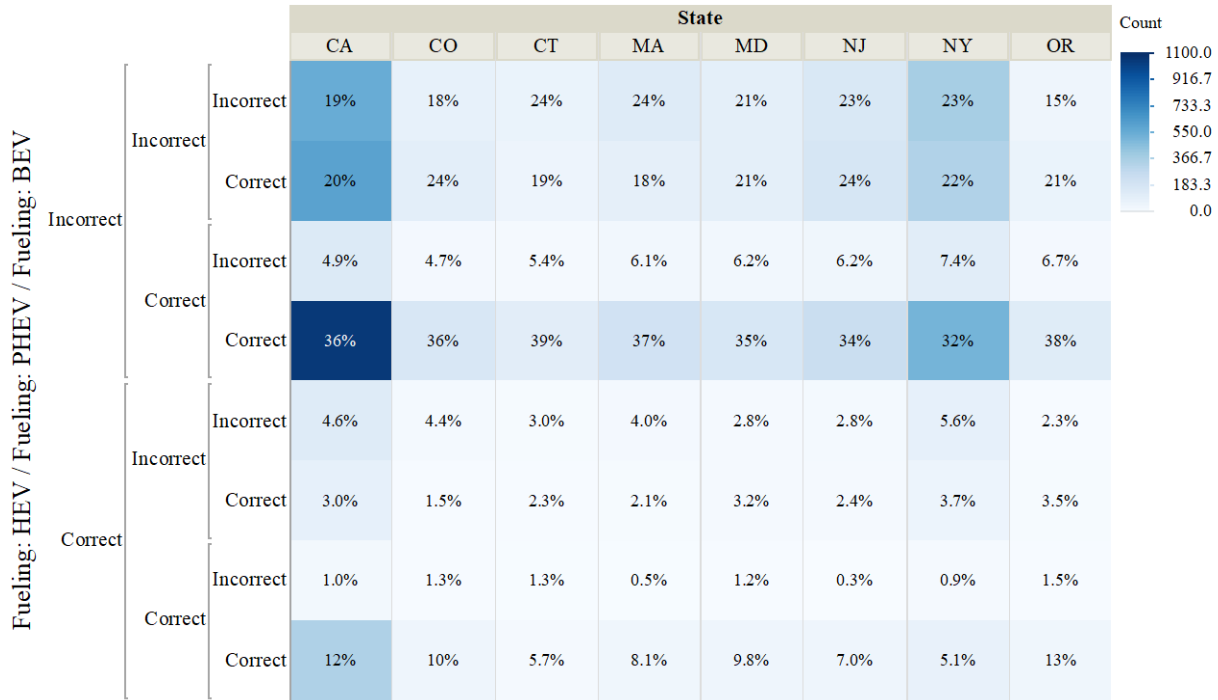 State
Count
CA CO CT MA MD NJ NY OR
1100.0
916.7
733.3
550.0
366.7
183.3
0.0
Fueling: HEV / Fueling: PHEV / Fueling: BEV
Incorrect
Incorrect
Incorrect 19% 18% 24% 24% 21% 23% 23% 15%
Correct 20% 24% 19% 18% 21% 24% 22% 21%
Correct
Incorrect 4.9% 4.7% 5.4% 6.1% 6.2% 6.2% 7.4% 6.7%
Correct 36% 36% 39% 37% 35% 34% 32% 38%
Correct
Incorrect
Incorrect 4.6% 4.4% 3.0% 4.0% 2.8% 2.8% 5.6% 2.3%
Correct 3.0% 1.5% 2.3% 2.1% 3.2% 2.4% 3.7% 3.5%
Correct
Incorrect 1.0% 1.3% 1.3% 0.5% 1.2% 0.3% 0.9% 1.5%
Correct 12% 10% 5.7% 8.1% 9.8% 7.0% 5.1% 13%